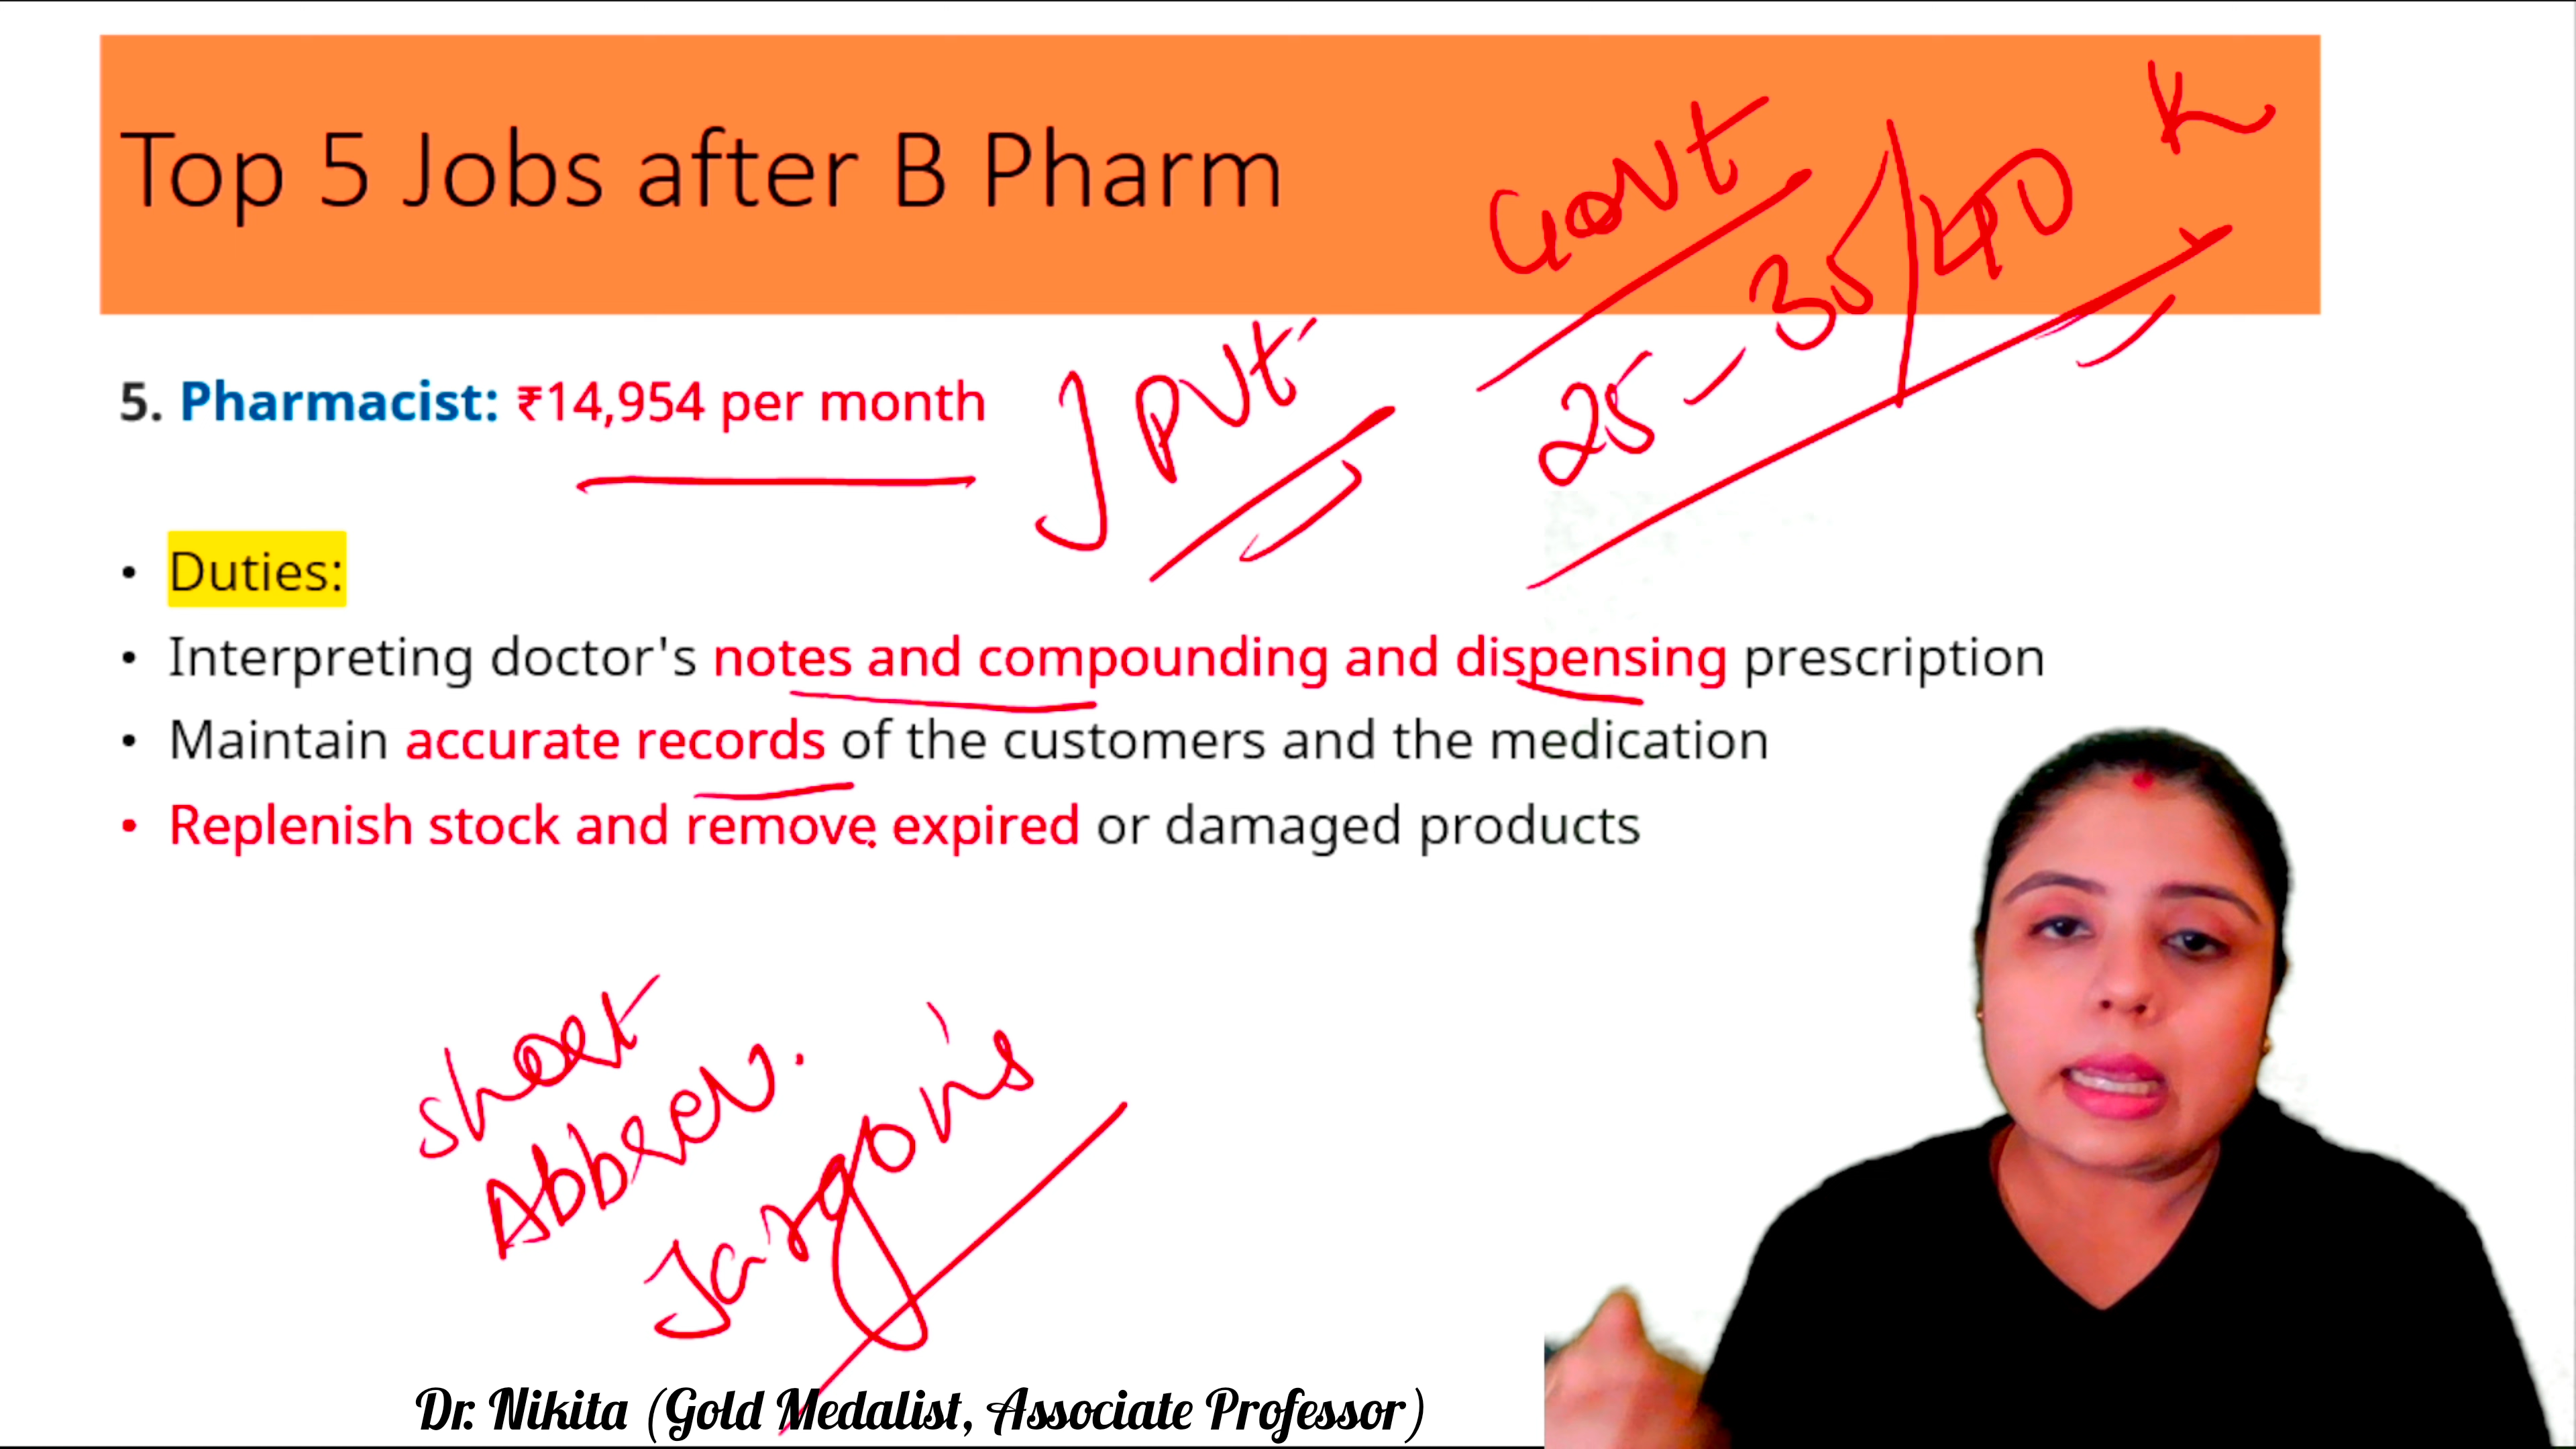 Top 5 Jobs after B Pharm
Govt
25-35/40 K
5. Pharmacist: ₹14,954 per month
Pvt
• Duties:
• Interpreting doctor's notes and compounding and dispensing prescription
• Maintain accurate records of the customers and the medication
• Replenish stock and remove expired or damaged products
Short
Abbrev.
Jargon's
Dr. Nikita (Gold Medalist, Associate Professor)